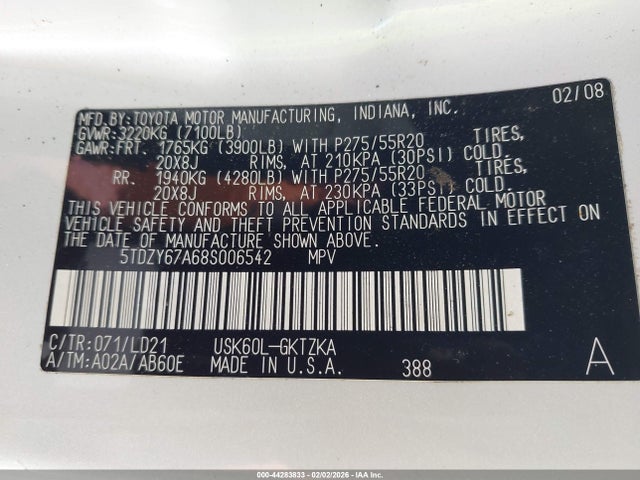 MFD.BY:TOYOTA MOTOR MANUFACTURING, INDIANA, INC. 02/08
GVWR:3220KG (7100LB)
GAWR:FRT. 1765KG (3900LB) WITH P275/55R20 TIRES,
20X8J RIMS, AT 210KPA (30PSI) COLD.
RR. 1940KG (4280LB) WITH P275/55R20 TIRES,
20X8J RIMS, AT 230KPA (33PSI) COLD.
THIS VEHICLE CONFORMS TO ALL APPLICABLE FEDERAL MOTOR
VEHICLE SAFETY AND THEFT PREVENTION STANDARDS IN EFFECT ON
THE DATE OF MANUFACTURE SHOWN ABOVE.
5TDZY67A68S006542 MPV
C/TR:071/LD21 USK60L-GKTZKA
A/TM:A02A/AB60E MADE IN U.S.A. 388 A
000-44283833 - 02/02/2026 - IAAI.CA